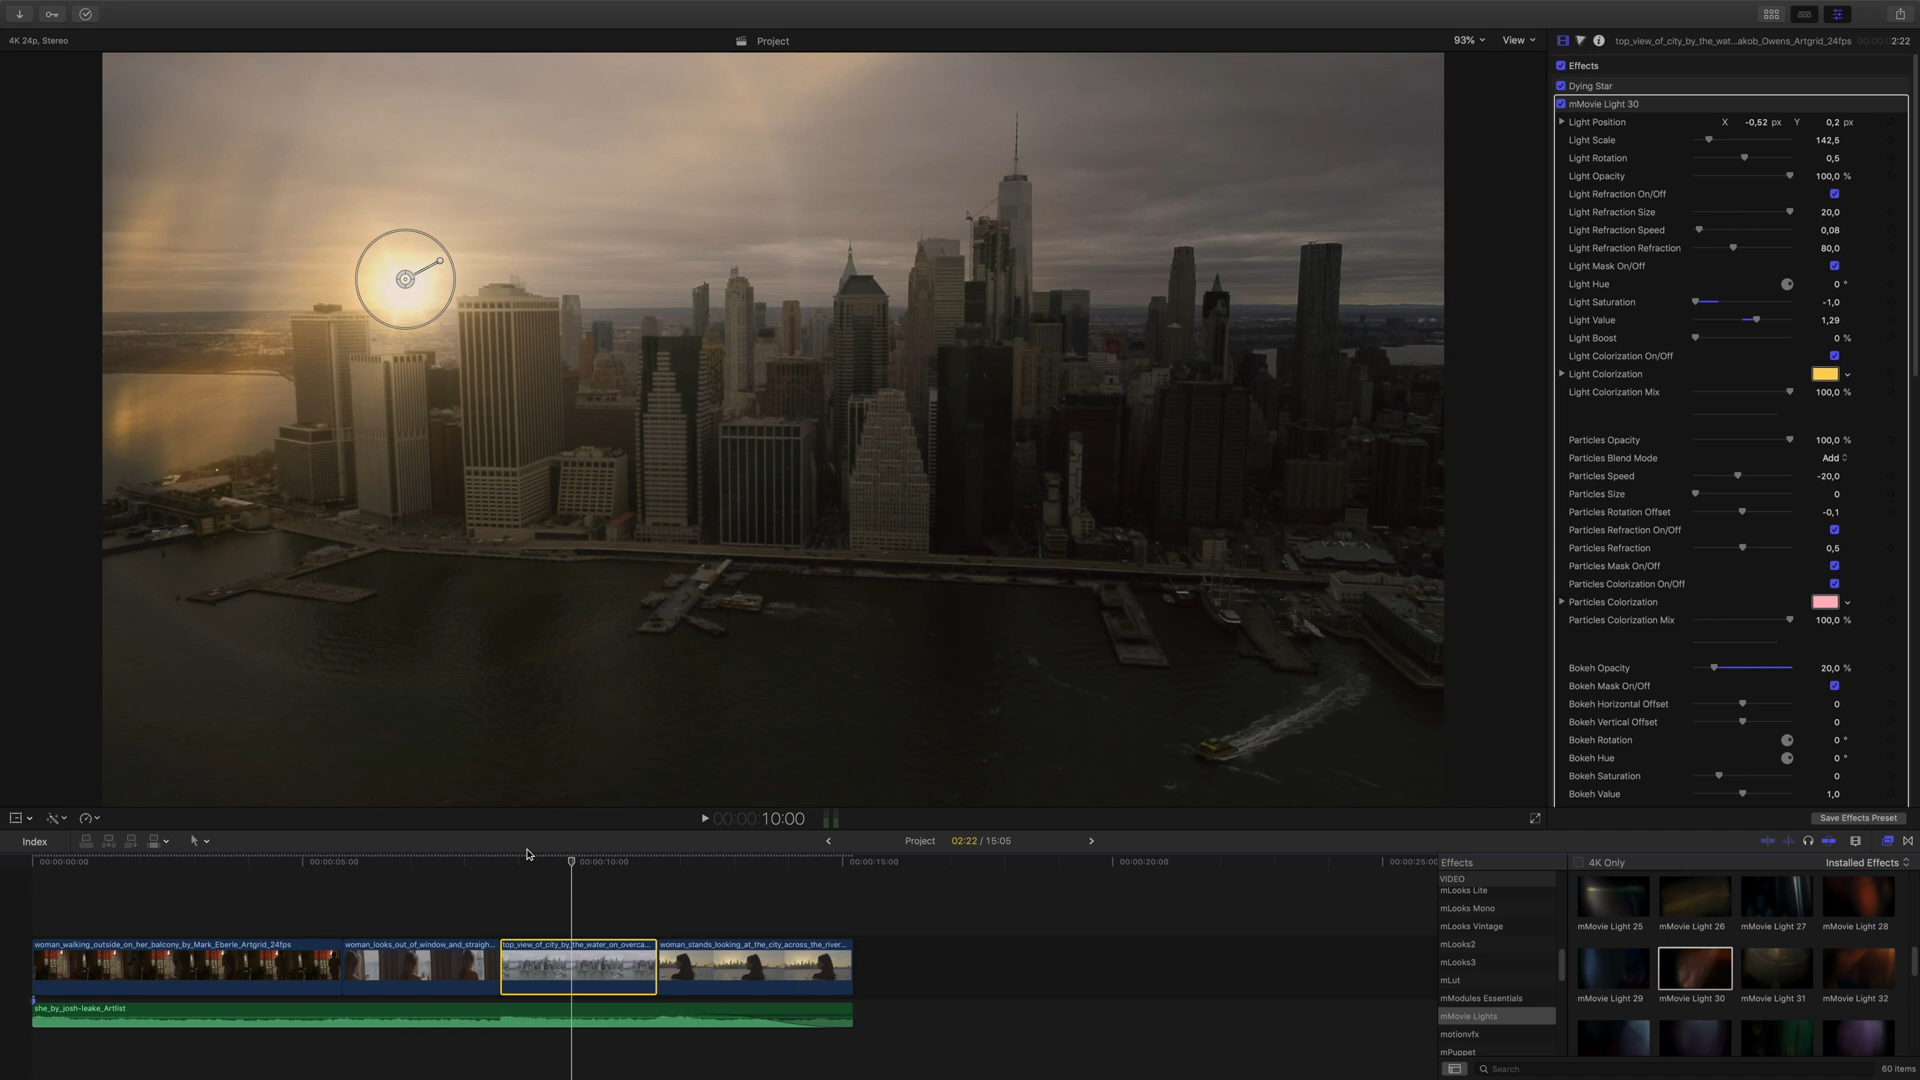 4K 24p, Stereo
Project
93%
View
top_view_of_city_by_the_wat...akob_Owens_Artgrid_24fps
00:00:02:22
Effects
Dying Star
mMovie Light 30
Light Position X -0,52 px Y 0,2 px
Light Scale 142,5
Light Rotation 0,5
Light Opacity 100,0 %
Light Refraction On/Off
Light Refraction Size 20,0
Light Refraction Speed 0,08
Light Refraction Refraction 80,0
Light Mask On/Off
Light Hue 0 °
Light Saturation -1,0
Light Value 1,29
Light Boost 0 %
Light Colorization On/Off
Light Colorization
Light Colorization Mix 100,0 %
Particles Opacity 100,0 %
Particles Blend Mode Add
Particles Speed -20,0
Particles Size 0
Particles Rotation Offset -0,1
Particles Refraction On/Off
Particles Refraction 0,5
Particles Mask On/Off
Particles Colorization On/Off
Particles Colorization
Particles Colorization Mix 100,0 %
Bokeh Opacity 20,0 %
Bokeh Mask On/Off
Bokeh Horizontal Offset 0
Bokeh Vertical Offset 0
Bokeh Rotation 0 °
Bokeh Hue 0 °
Bokeh Saturation 0
Bokeh Value 1,0
00:00:10:00
Save Effects Preset
Index
Project 02:22 / 15:05
00:00:00:00
00:00:05:00
00:00:10:00
00:00:15:00
00:00:20:00
00:00:25:00
woman_walking_outside_on_her_balcony_by_Mark_Eberle_Artgrid_24fps
woman_looks_out_of_window_and_straigh...
top_view_of_city_by_the_water_on_overca...
woman_stands_looking_at_the_city_across_the_river...
she_by_josh-leake_Artlist
Effects
4K Only
Installed Effects
VIDEO
mLooks Lite
mLooks Mono
mLooks Vintage
mLooks2
mLooks3
mLut
mModules Essentials
mMovie Lights
motionvfx
mPuppet
mMovie Light 25
mMovie Light 26
mMovie Light 27
mMovie Light 28
mMovie Light 29
mMovie Light 30
mMovie Light 31
mMovie Light 32
Search
60 items